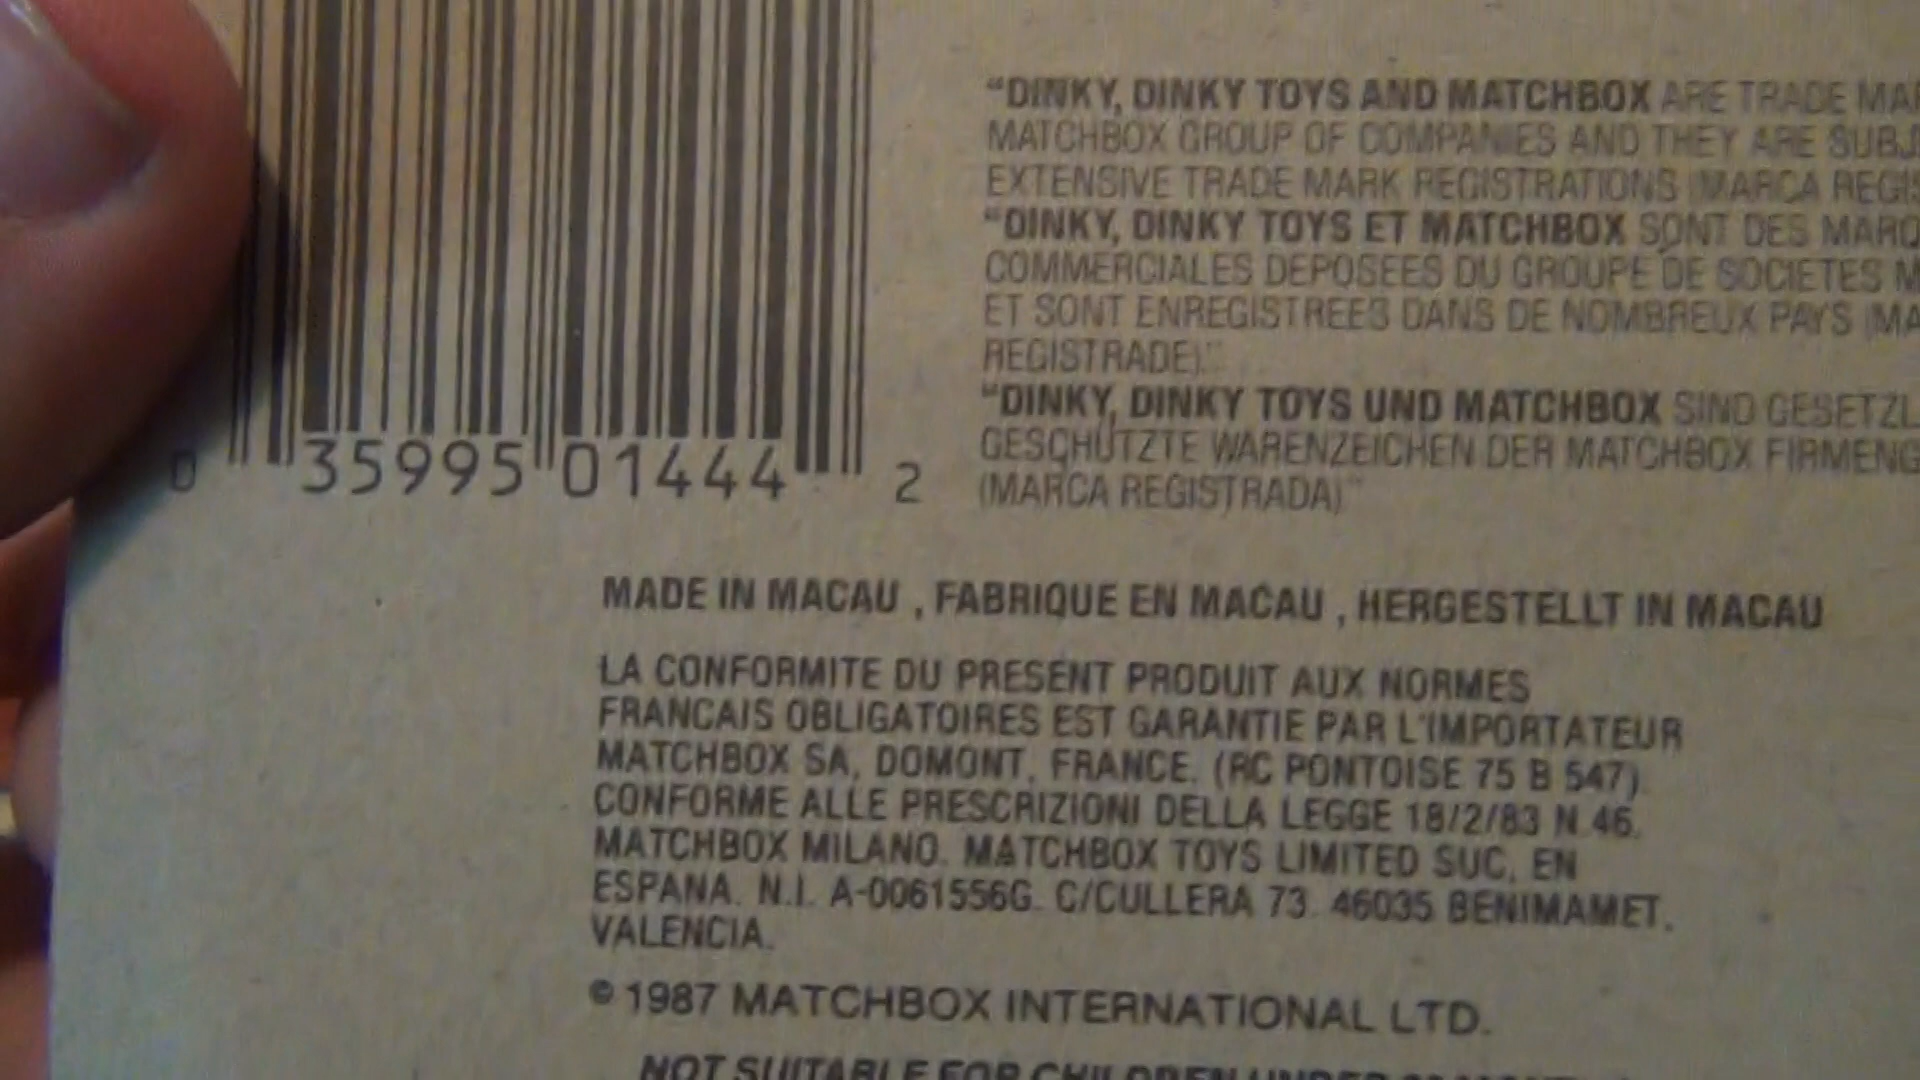 0 35995 01444 2
"DINKY, DINKY TOYS AND MATCHBOX ARE TRADE
MATCHBOX GROUP OF COMPANIES AND THEY ARE
EXTENSIVE TRADE MARK REGISTRATIONS (MARCA
"DINKY, DINKY TOYS ET MATCHBOX SONT DES
COMMERCIALES DEPOSEES DU GROUPE DE SOCIETES
ET SONT ENREGISTREES DANS DE NOMBREUX PAYS
REGISTRADE)."
"DINKY, DINKY TOYS UND MATCHBOX SIND
GESCHÜTZTE WARENZEICHEN DER MATCHBOX
(MARCA REGISTRADA)"
MADE IN MACAU , FABRIQUE EN MACAU , HERGESTELLT IN MACAU
LA CONFORMITE DU PRESENT PRODUIT AUX NORMES
FRANCAIS OBLIGATOIRES EST GARANTIE PAR L'IMPORTATEUR
MATCHBOX SA, DOMONT, FRANCE. (RC PONTOISE 75 B 547).
CONFORME ALLE PRESCRIZIONI DELLA LEGGE 18/2/83 N.46.
MATCHBOX MILANO. MATCHBOX TOYS LIMITED SUC, EN
ESPANA. N.I. A-0061556G. C/CULLERA 73. 46035 BENIMAMET.
VALENCIA.
© 1987 MATCHBOX INTERNATIONAL LTD.
NOT SUITABLE FOR CHILDREN UNDER